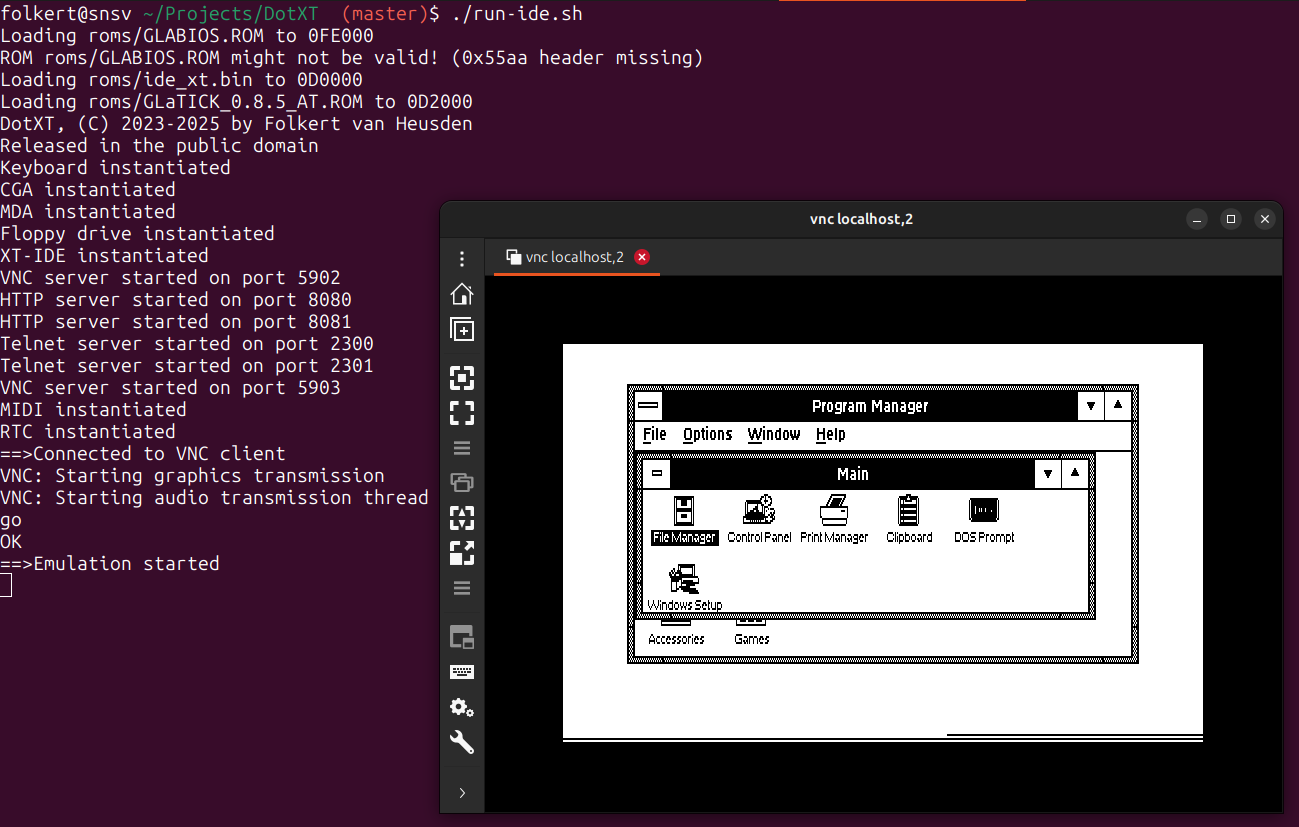 folkert@snsv ~/Projects/DotXT  (master)$ ./run-ide.sh
Loading roms/GLABIOS.ROM to 0FE000
ROM roms/GLABIOS.ROM might not be valid! (0x55aa header missing)
Loading roms/ide_xt.bin to 0D0000
Loading roms/GLaTICK_0.8.5_AT.ROM to 0D2000
DotXT, (C) 2023-2025 by Folkert van Heusden
Released in the public domain
Keyboard instantiated
CGA instantiated
MDA instantiated
Floppy drive instantiated
XT-IDE instantiated
VNC server started on port 5902
HTTP server started on port 8080
HTTP server started on port 8081
Telnet server started on port 2300
Telnet server started on port 2301
VNC server started on port 5903
MIDI instantiated
RTC instantiated
==>Connected to VNC client
VNC: Starting graphics transmission
VNC: Starting audio transmission thread
go
OK
==>Emulation started
vnc localhost,2
vnc localhost,2
Program Manager
File Options Window Help
Main
File Manager Control Panel Print Manager Clipboard DOS Prompt
Windows Setup
Accessories Games